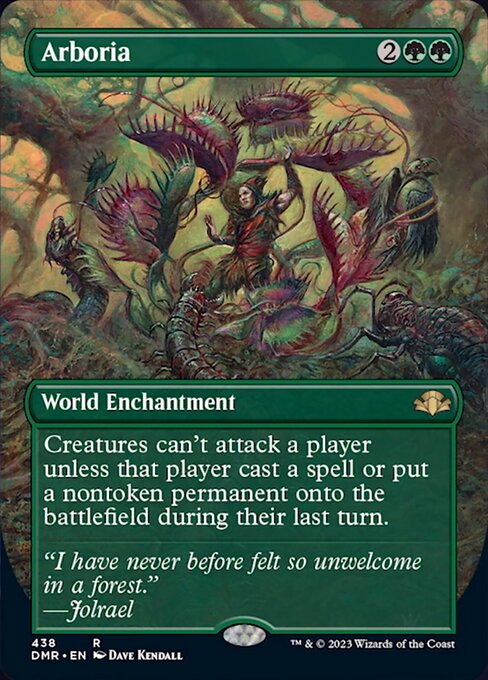 Arboria 2
World Enchantment
Creatures can't attack a player
unless that player cast a spell or put
a nontoken permanent onto the
battlefield during their last turn.
“I have never before felt so unwelcome
in a forest.”
—Jolrael
438 R
DMR • EN Dave Kendall
™ & © 2023 Wizards of the Coast